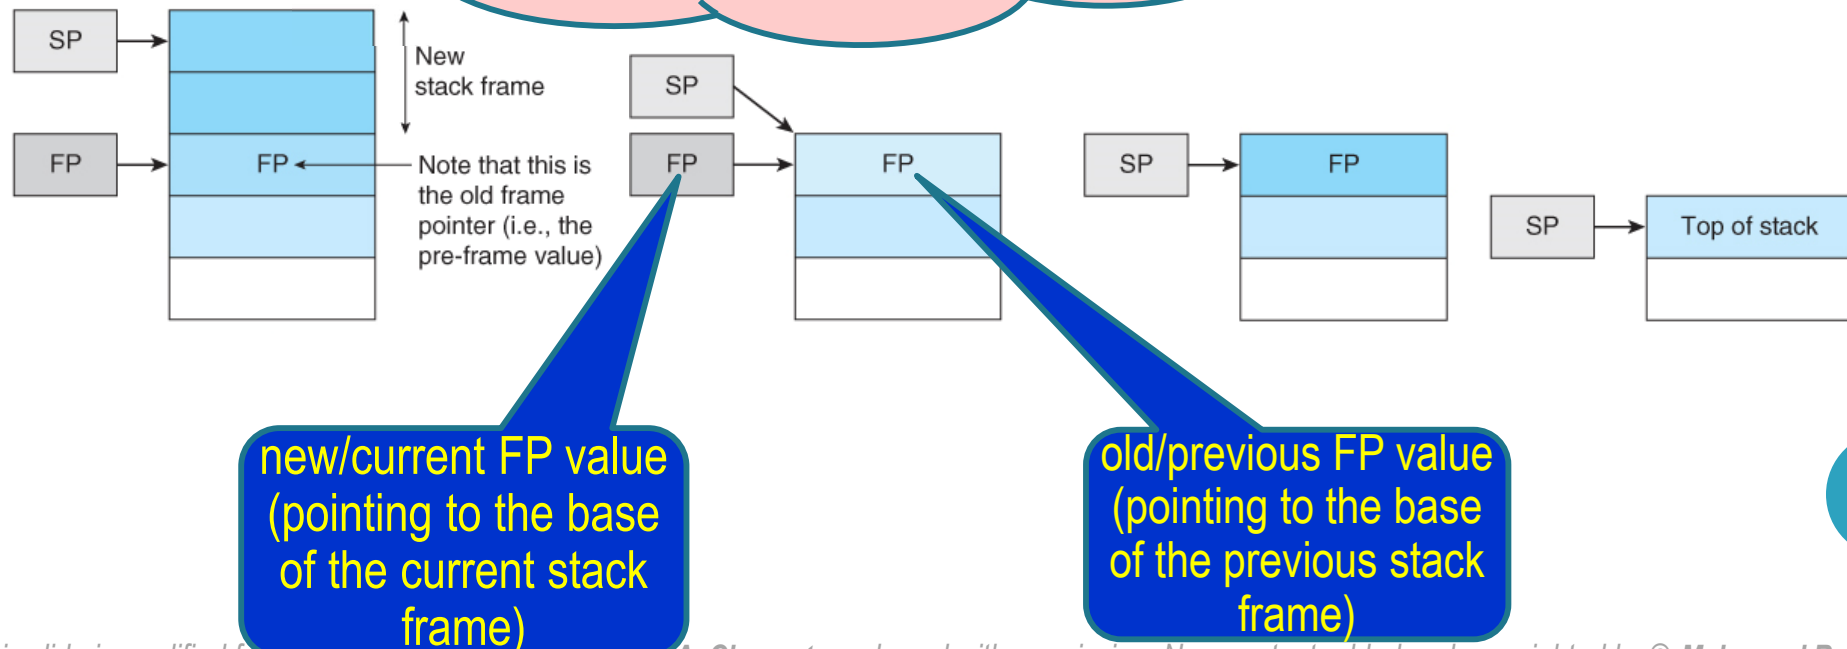 SP
New
stack frame
FP
FP
Note that this is
the old frame
pointer (i.e., the
pre-frame value)
SP
FP
FP
SP
FP
SP
Top of stack
new/current FP value
(pointing to the base
of the current stack
frame)
old/previous FP value
(pointing to the base
of the previous stack
frame)